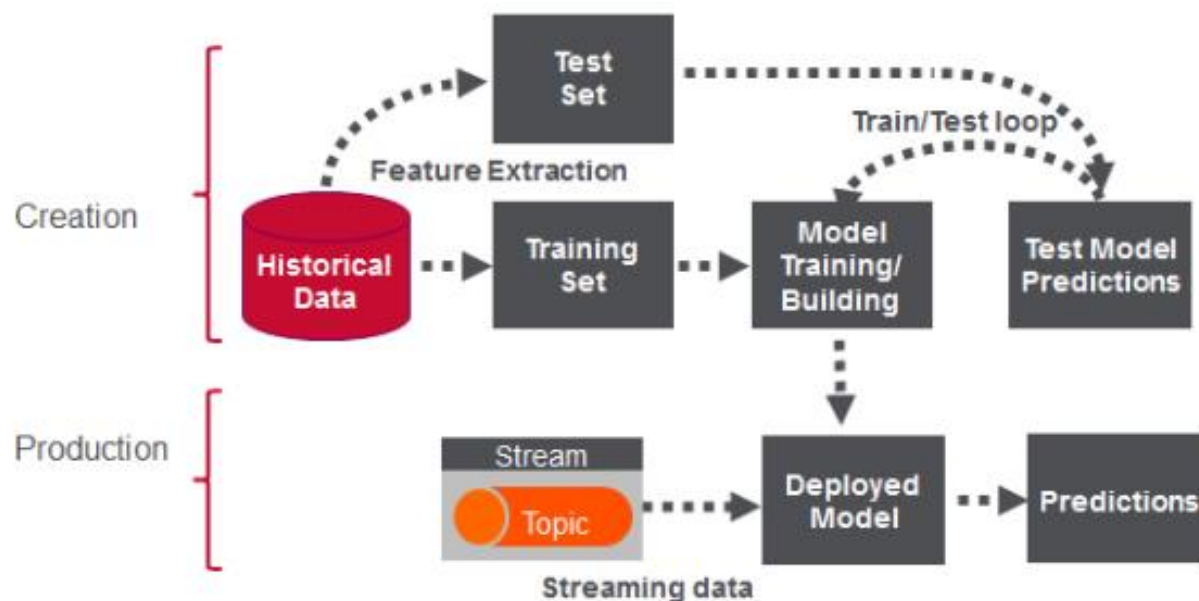 Test
Set
Train/Test loop
Feature Extraction
Creation
Historical
Data
Training
Set
Model
Training/
Building
Test Model
Predictions
Production
Stream
Topic
Deployed
Model
Predictions
Streaming data